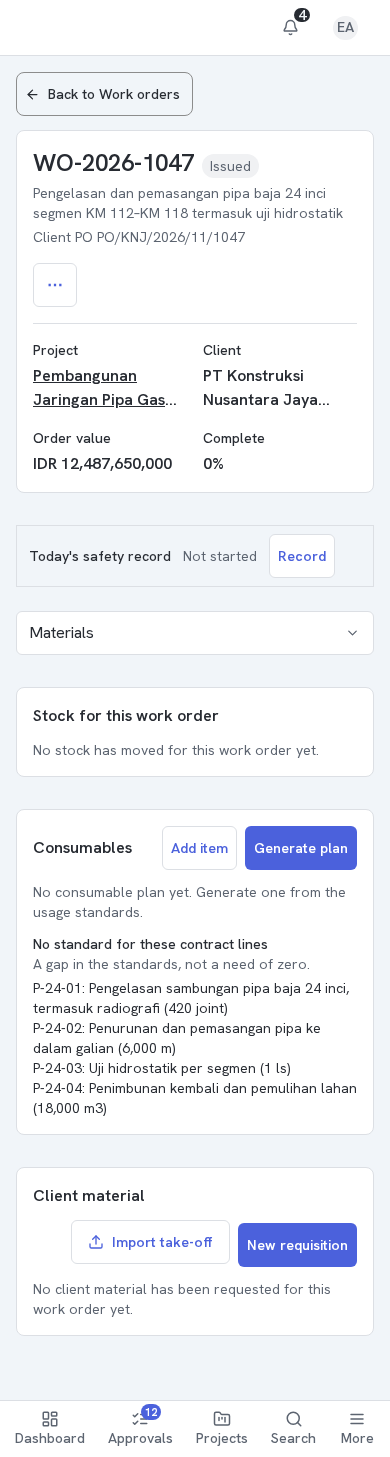 4
EA
Back to Work orders
WO-2026-1047 Issued
Pengelasan dan pemasangan pipa baja 24 inci
segmen KM 112–KM 118 termasuk uji hidrostatik
Client PO PO/KNJ/2026/11/1047
...
Project
Pembangunan
Jaringan Pipa Gas...
Client
PT Konstruksi
Nusantara Jaya...
Order value
IDR 12,487,650,000
Complete
0%
Today's safety record Not started Record
Materials
Stock for this work order
No stock has moved for this work order yet.
Consumables Add item Generate plan
No consumable plan yet. Generate one from the
usage standards.
No standard for these contract lines
A gap in the standards, not a need of zero.
P-24-01: Pengelasan sambungan pipa baja 24 inci,
termasuk radiografi (420 joint)
P-24-02: Penurunan dan pemasangan pipa ke
dalam galian (6,000 m)
P-24-03: Uji hidrostatik per segmen (1 ls)
P-24-04: Penimbunan kembali dan pemulihan lahan
(18,000 m3)
Client material
Import take-off New requisition
No client material has been requested for this
work order yet.
12
Dashboard Approvals Projects Search More